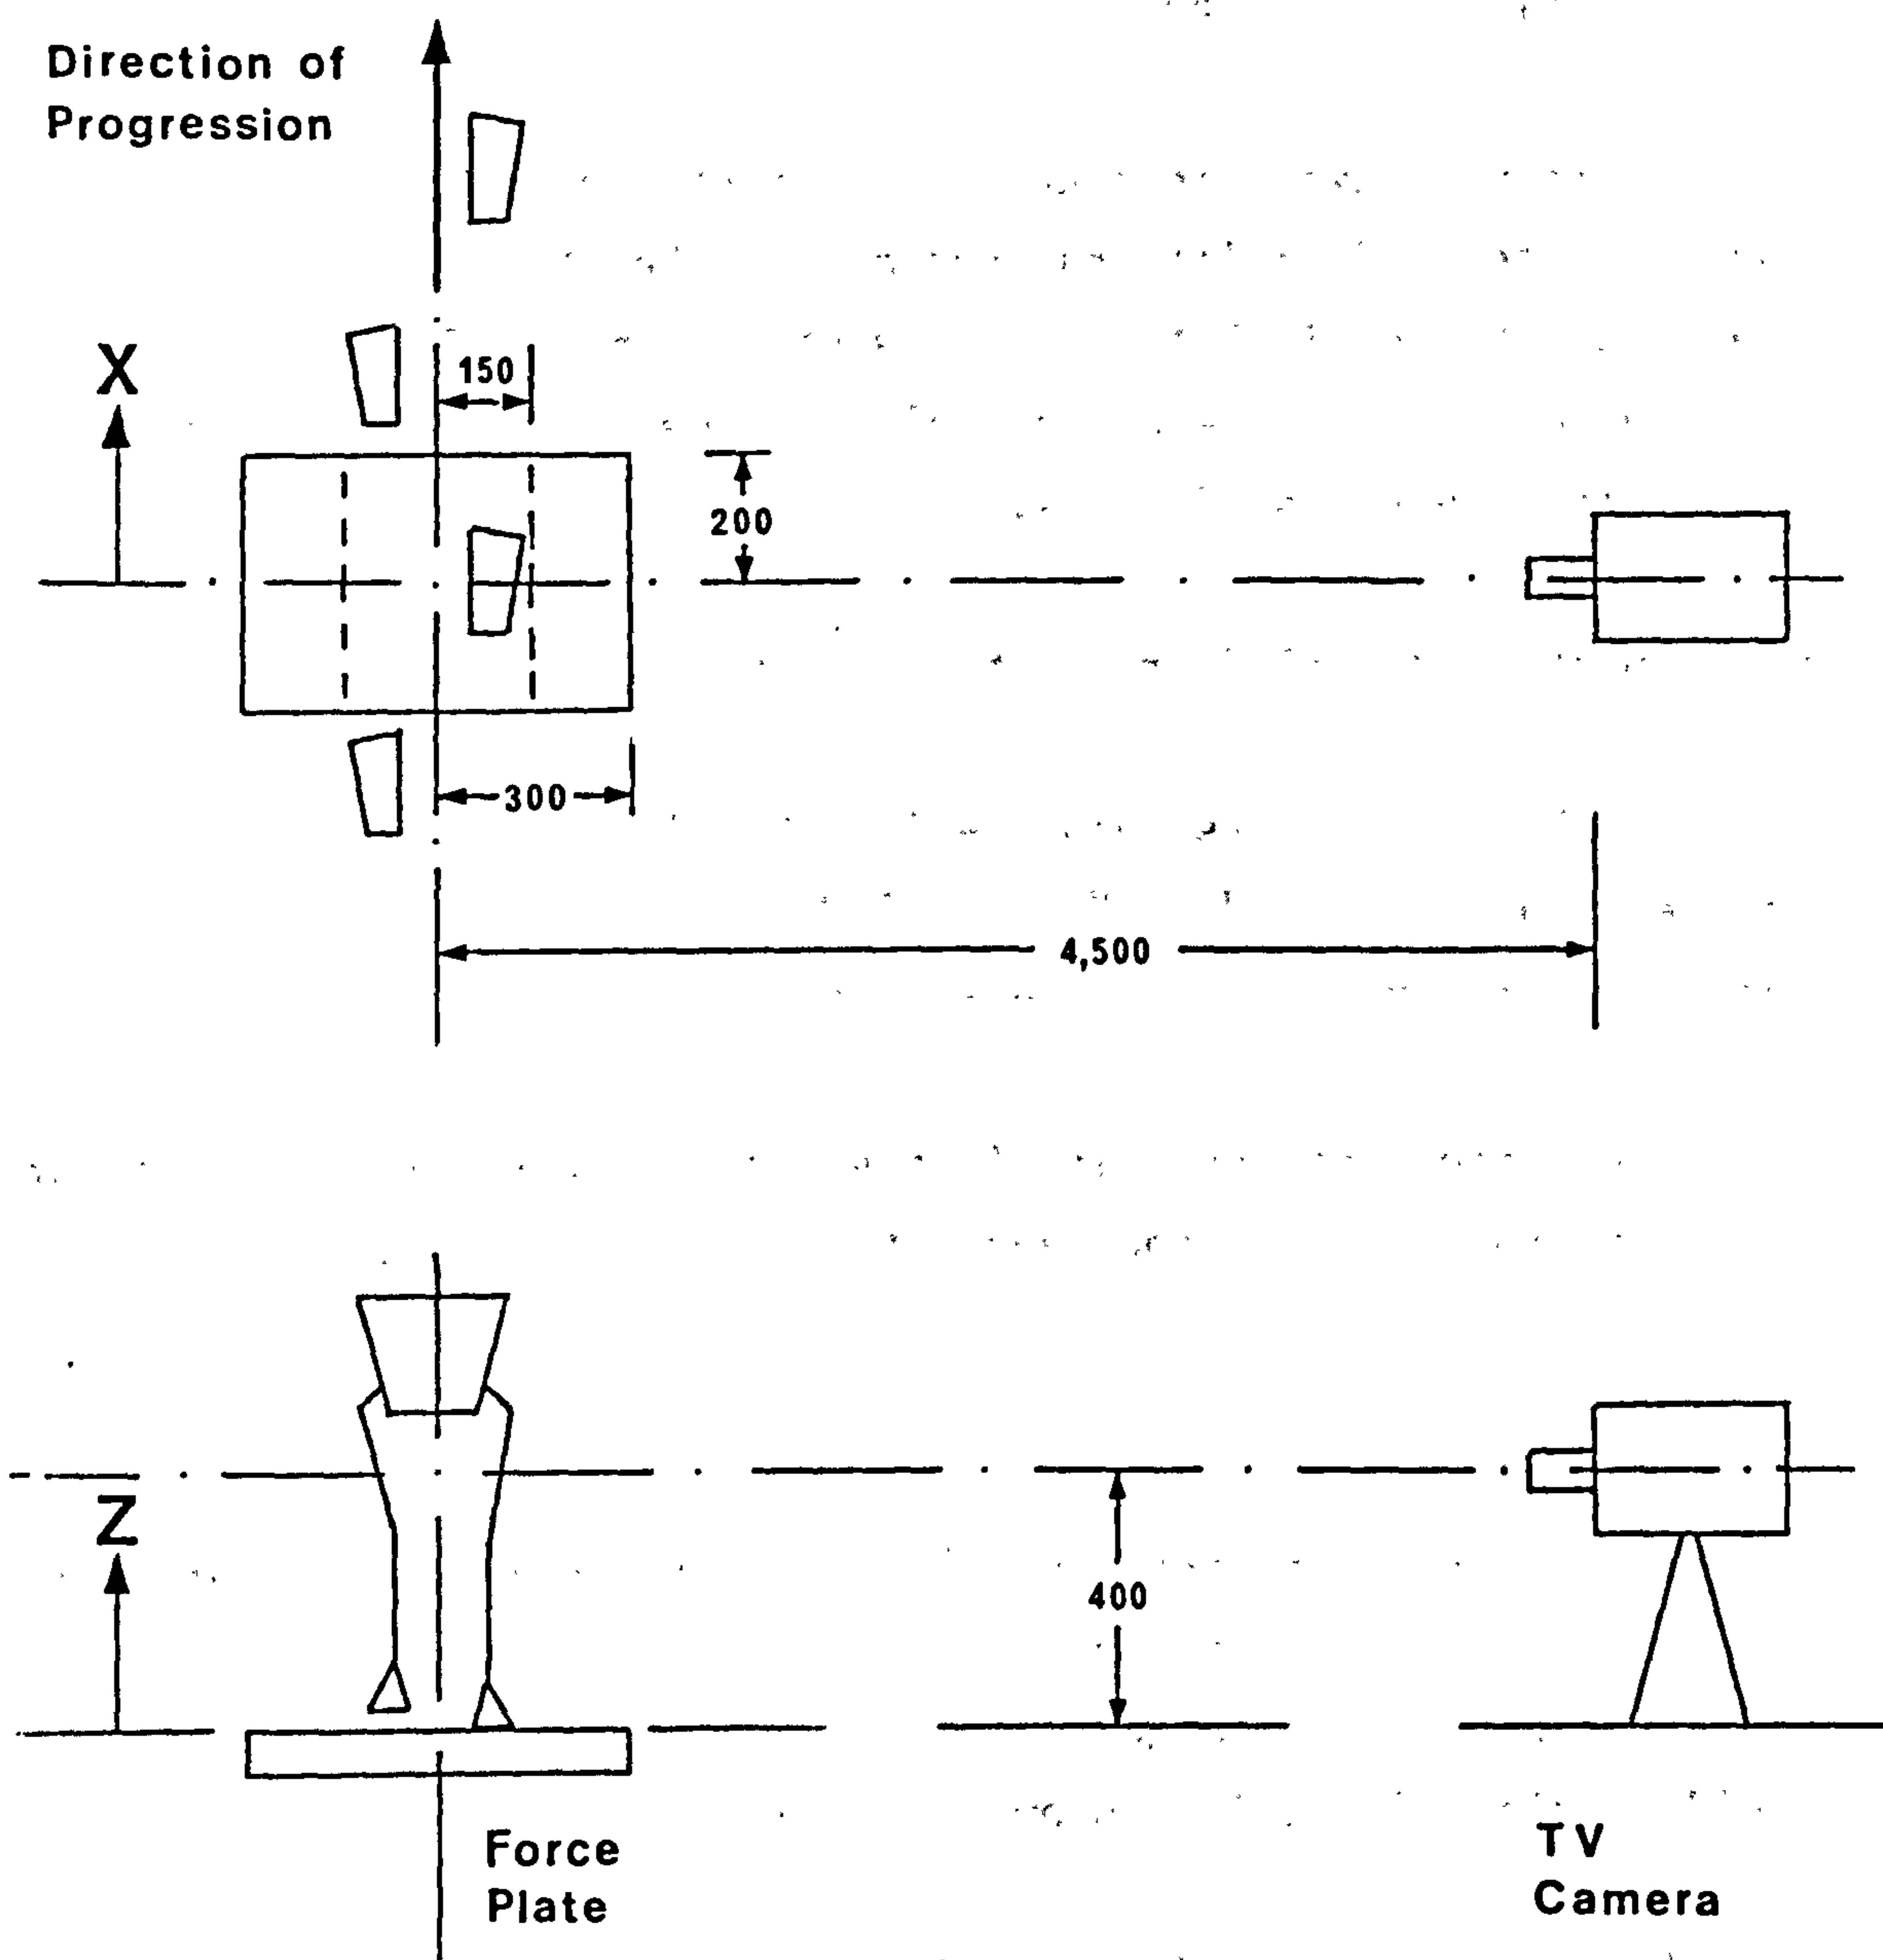 Direction of
Progression
X
150
200
300
4,500
Z
400
Force
Plate
TV
Camera